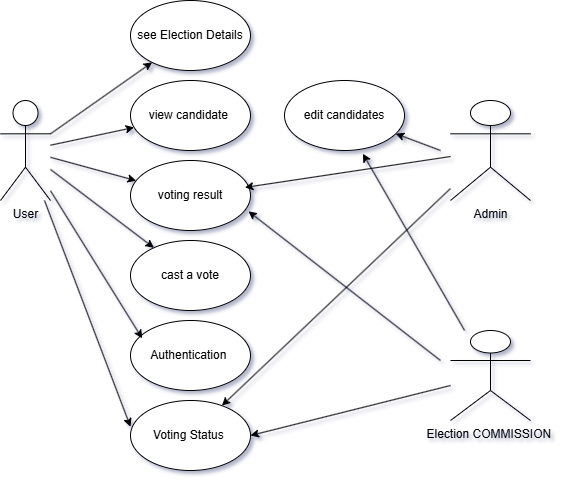 see Election Details
view candidate
edit candidates
voting result
User
Admin
cast a vote
Authentication
Voting Status
Election COMMISSION